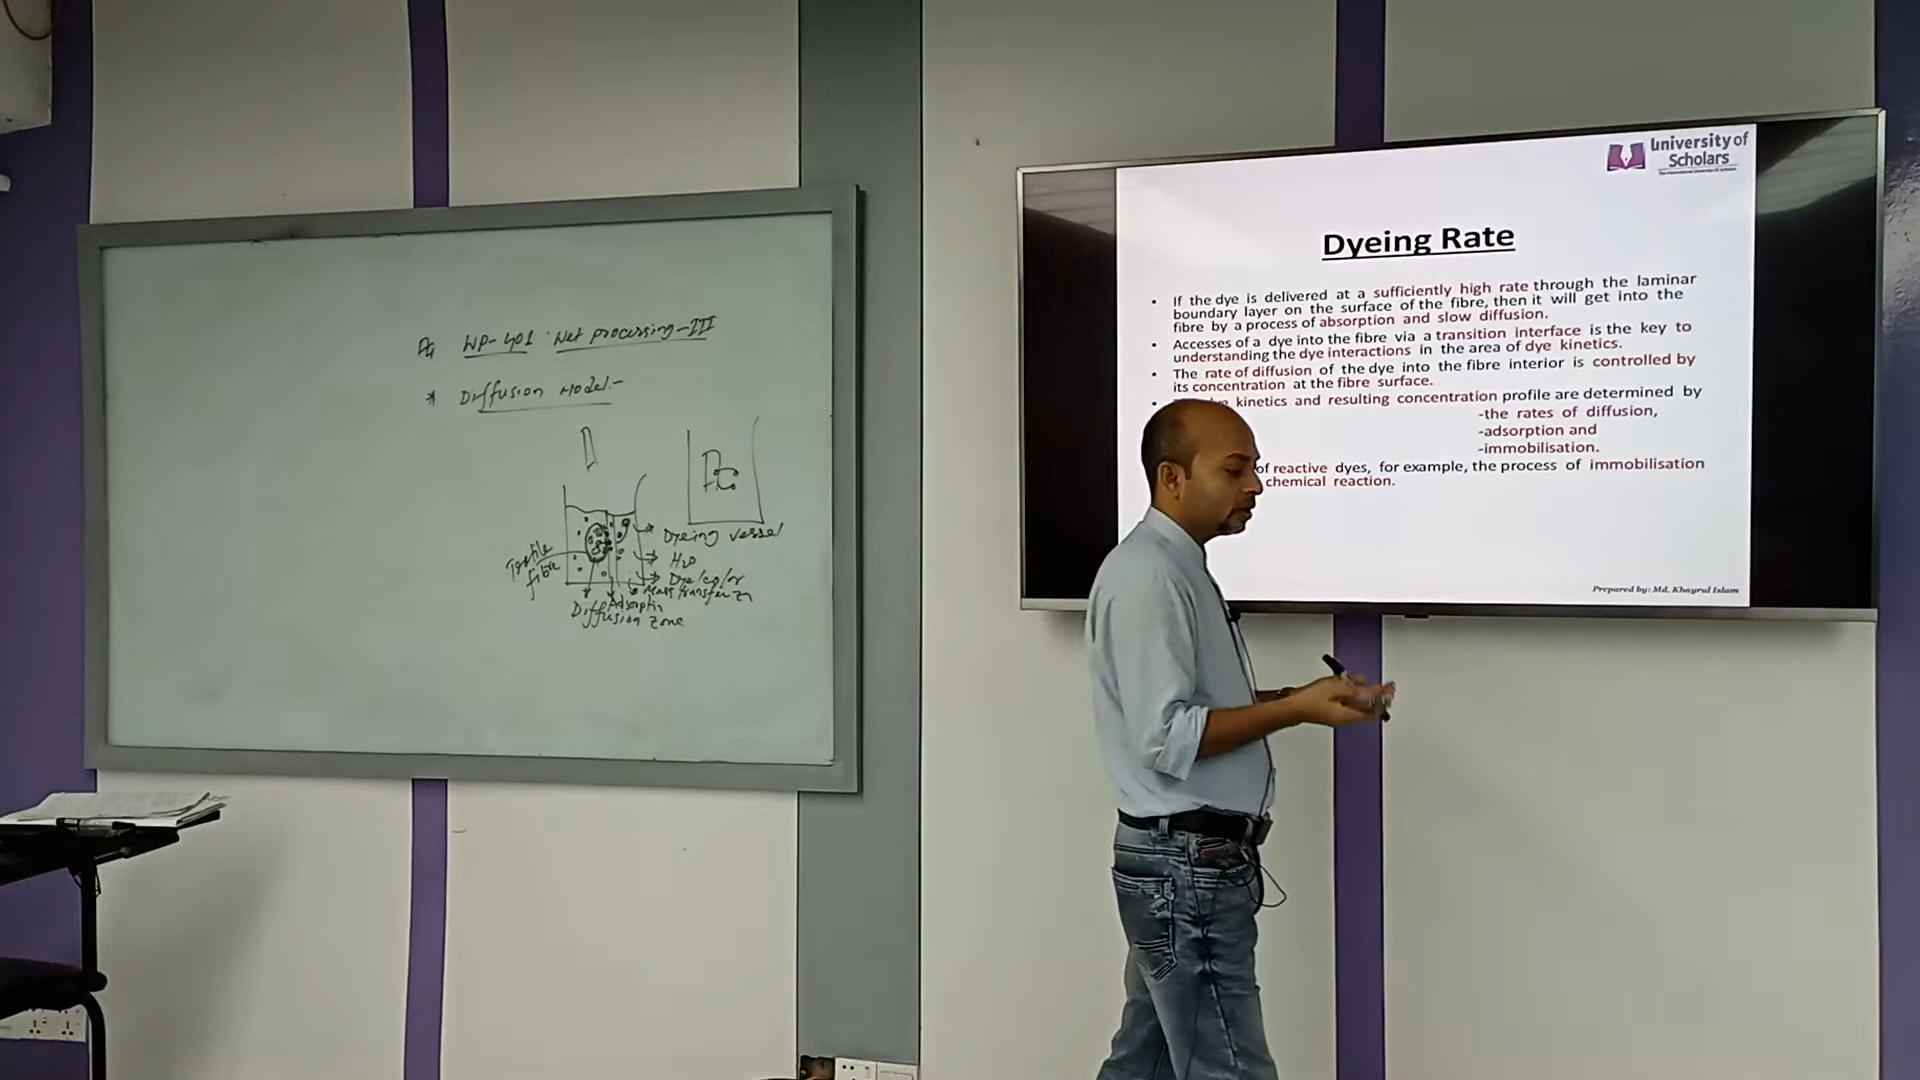 WP-401 Wet processing-III
* Diffusion Model:-
Dyeing vessel
Textile
fibre
H2O
Dye/color
Mass transfer zn
Adsorptin
Diffusion zone
University of
Scholars
Dyeing Rate
• If the dye is delivered at a sufficiently high rate through the laminar
boundary layer on the surface of the fibre, then it will get into the
fibre by a process of absorption and slow diffusion.
• Accesses of a dye into the fibre via a transition interface is the key to
understanding the dye interactions in the area of dye kinetics.
• The rate of diffusion of the dye into the fibre interior is controlled by
its concentration at the fibre surface.
• kinetics and resulting concentration profile are determined by
-the rates of diffusion,
-adsorption and
-immobilisation.
of reactive dyes, for example, the process of immobilisation
chemical reaction.
Prepared by: Md. Khayrul Islam